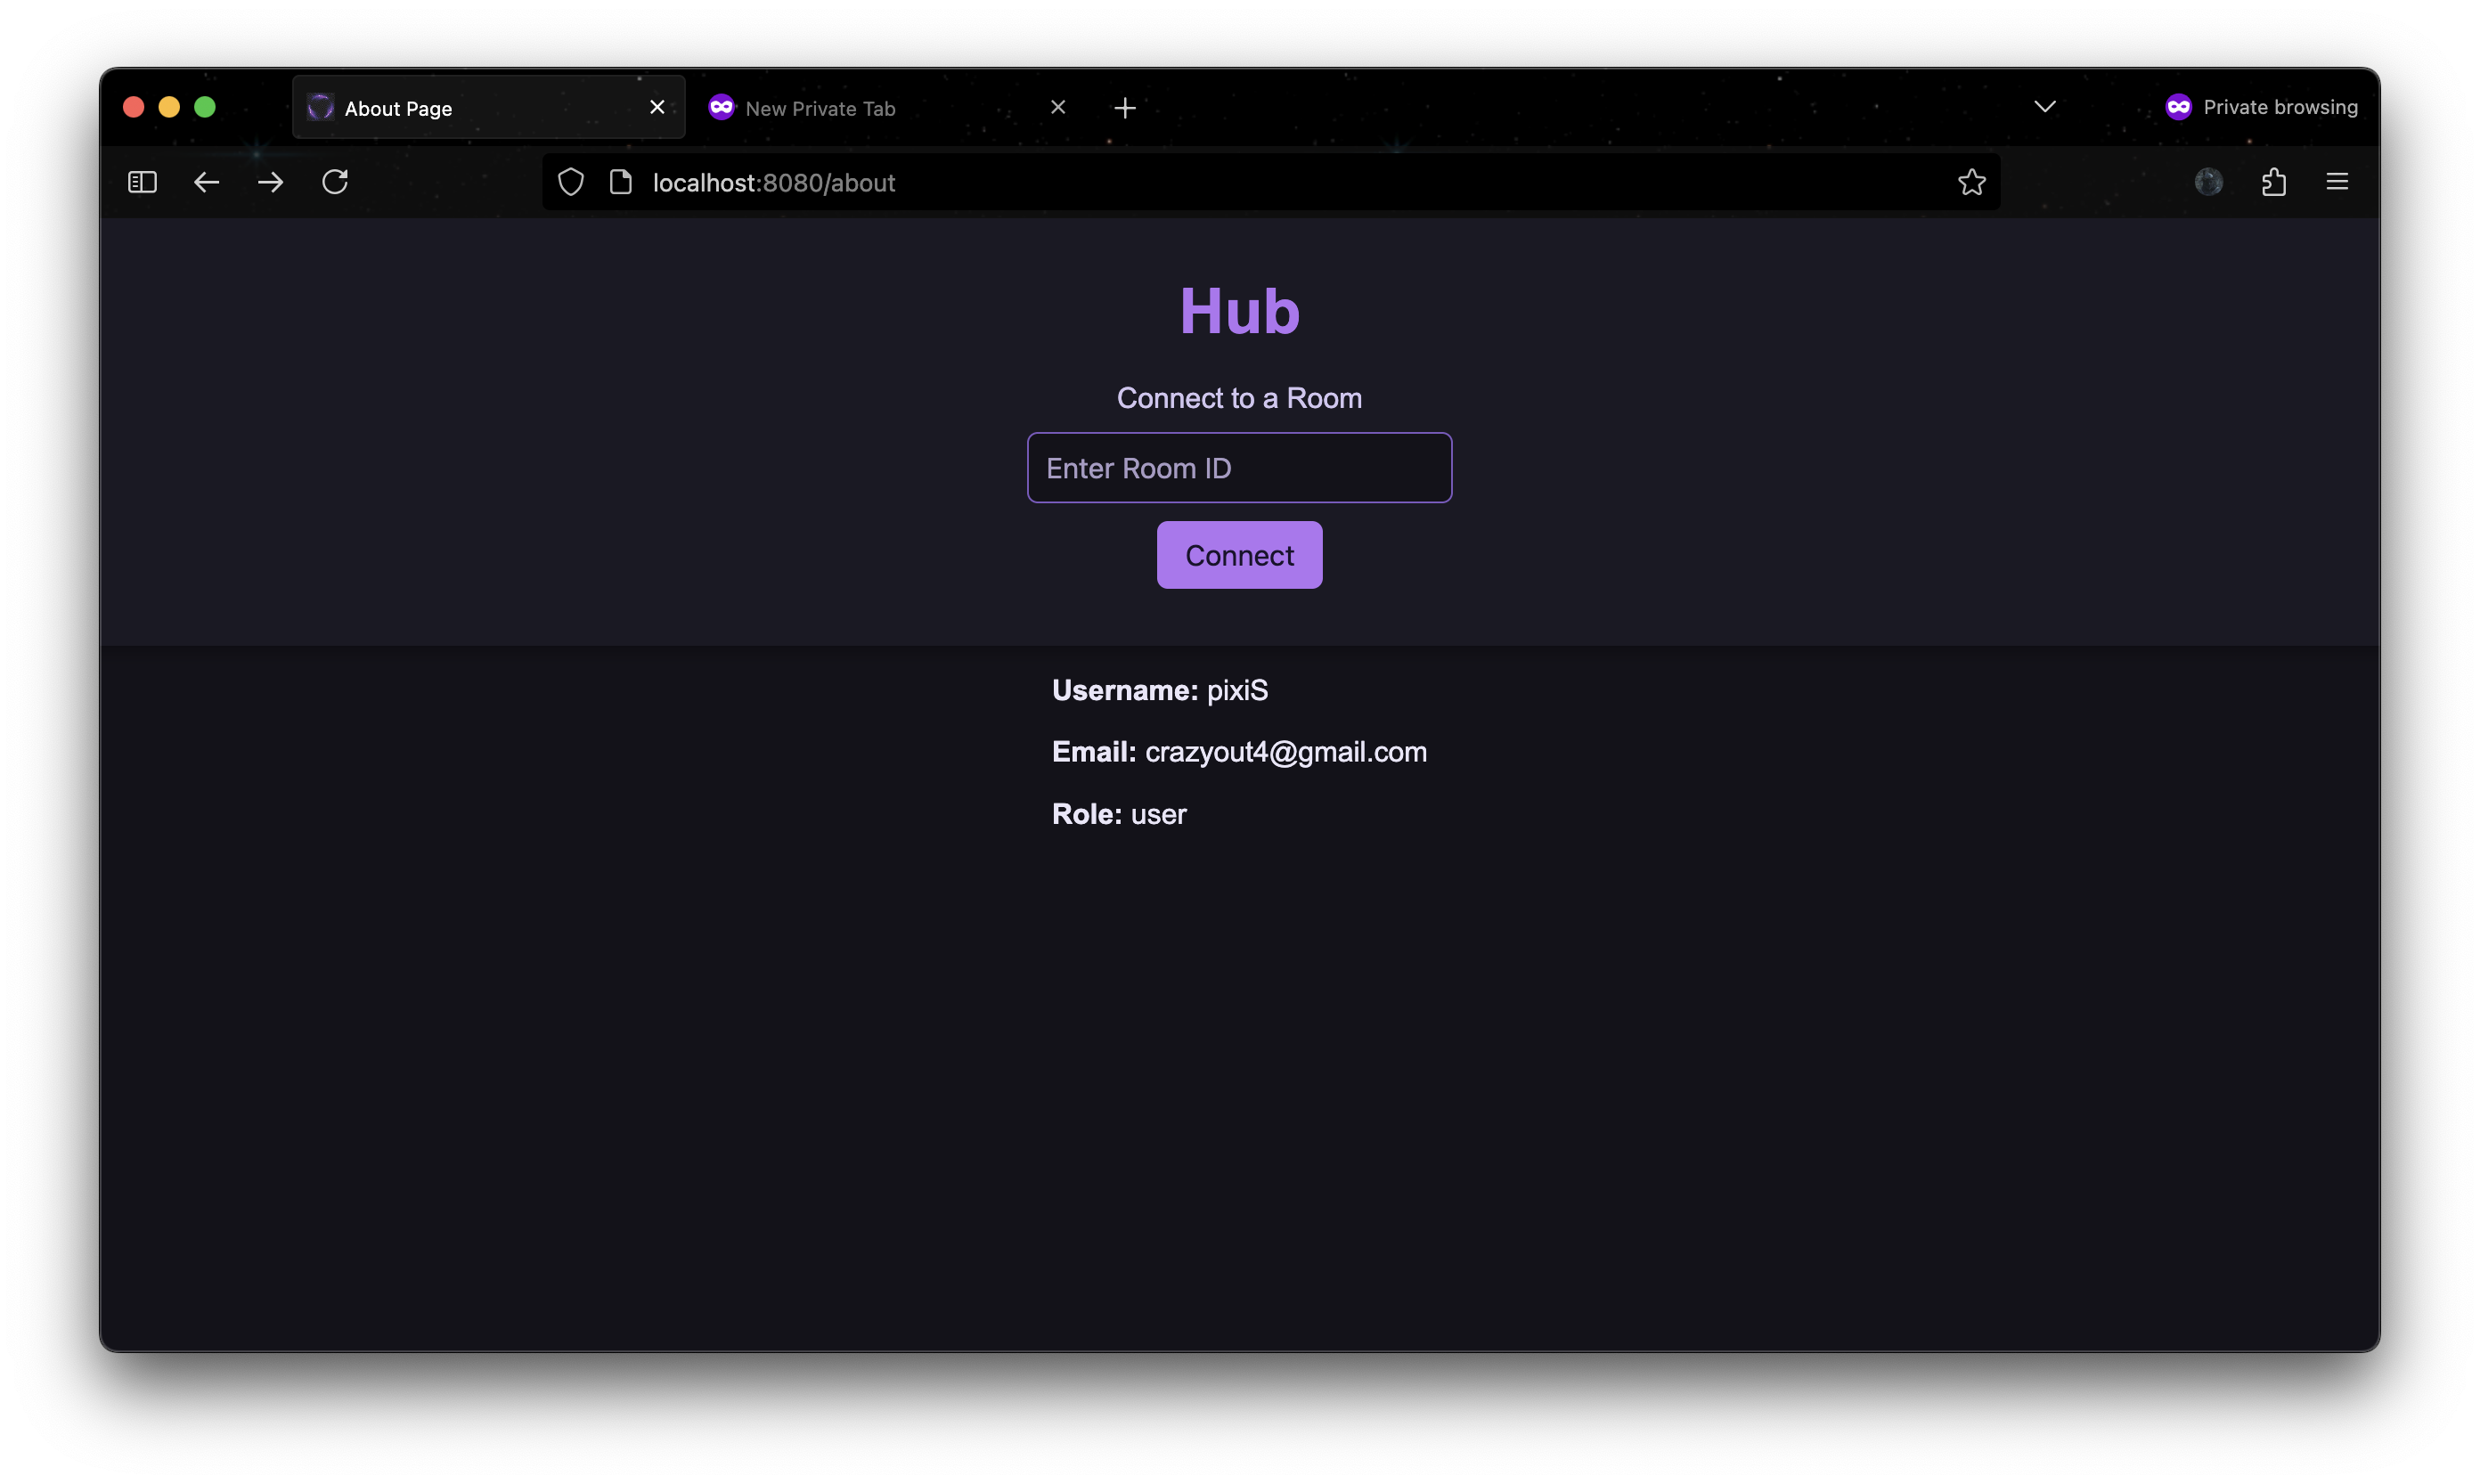 About Page
New Private Tab
Private browsing
localhost:8080/about
Hub
Connect to a Room
Enter Room ID
Connect
Username: pixiS
Email: crazyout4@gmail.com
Role: user